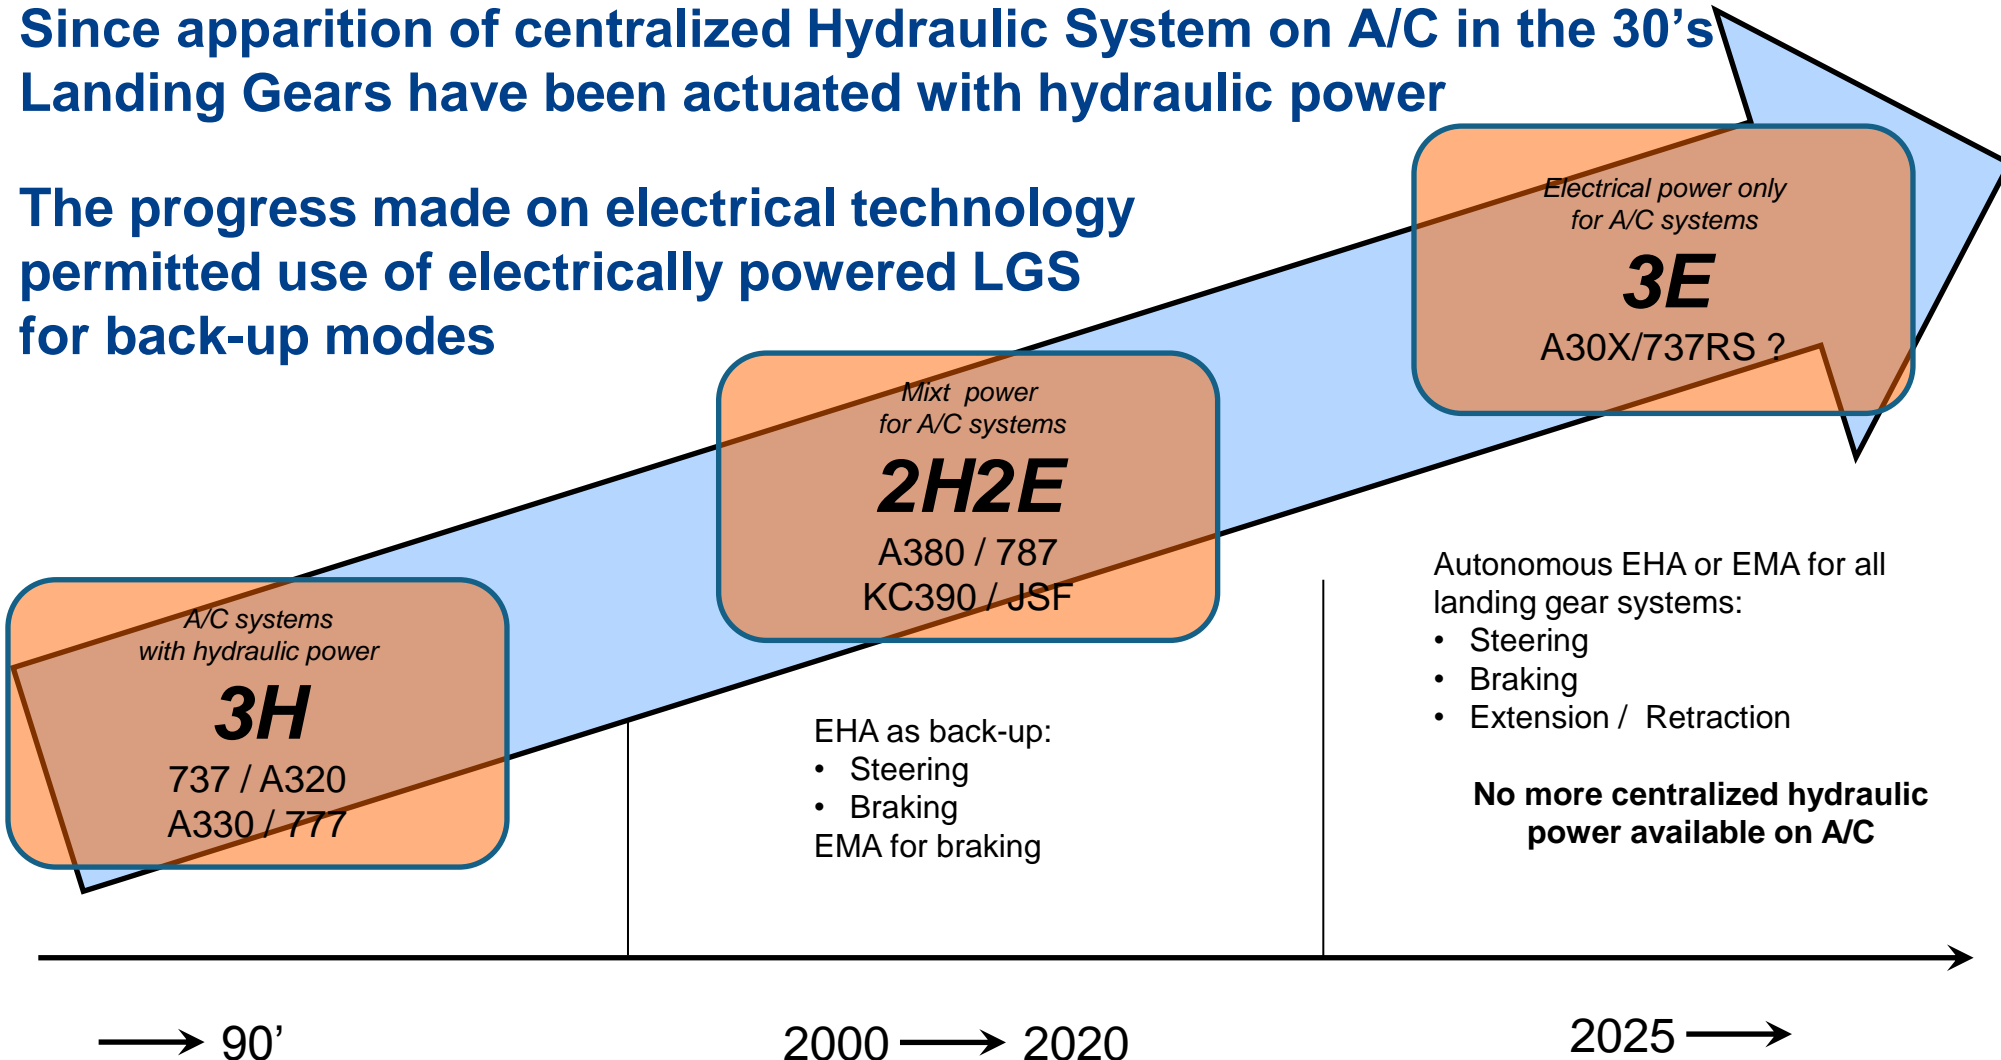 Since apparition of centralized Hydraulic System on A/C in the 30’s
Landing Gears have been actuated with hydraulic power
The progress made on electrical technology
permitted use of electrically powered LGS
for back-up modes
Electrical power only
for A/C systems
3E
A30X/737RS ?
Mixt power
for A/C systems
2H2E
A380 / 787
KC390 / JSF
A/C systems
with hydraulic power
3H
737 / A320
A330 / 777
EHA as back-up:
• Steering
• Braking
EMA for braking
Autonomous EHA or EMA for all
landing gear systems:
• Steering
• Braking
• Extension / Retraction
No more centralized hydraulic
power available on A/C
90’
2000 → 2020
2025